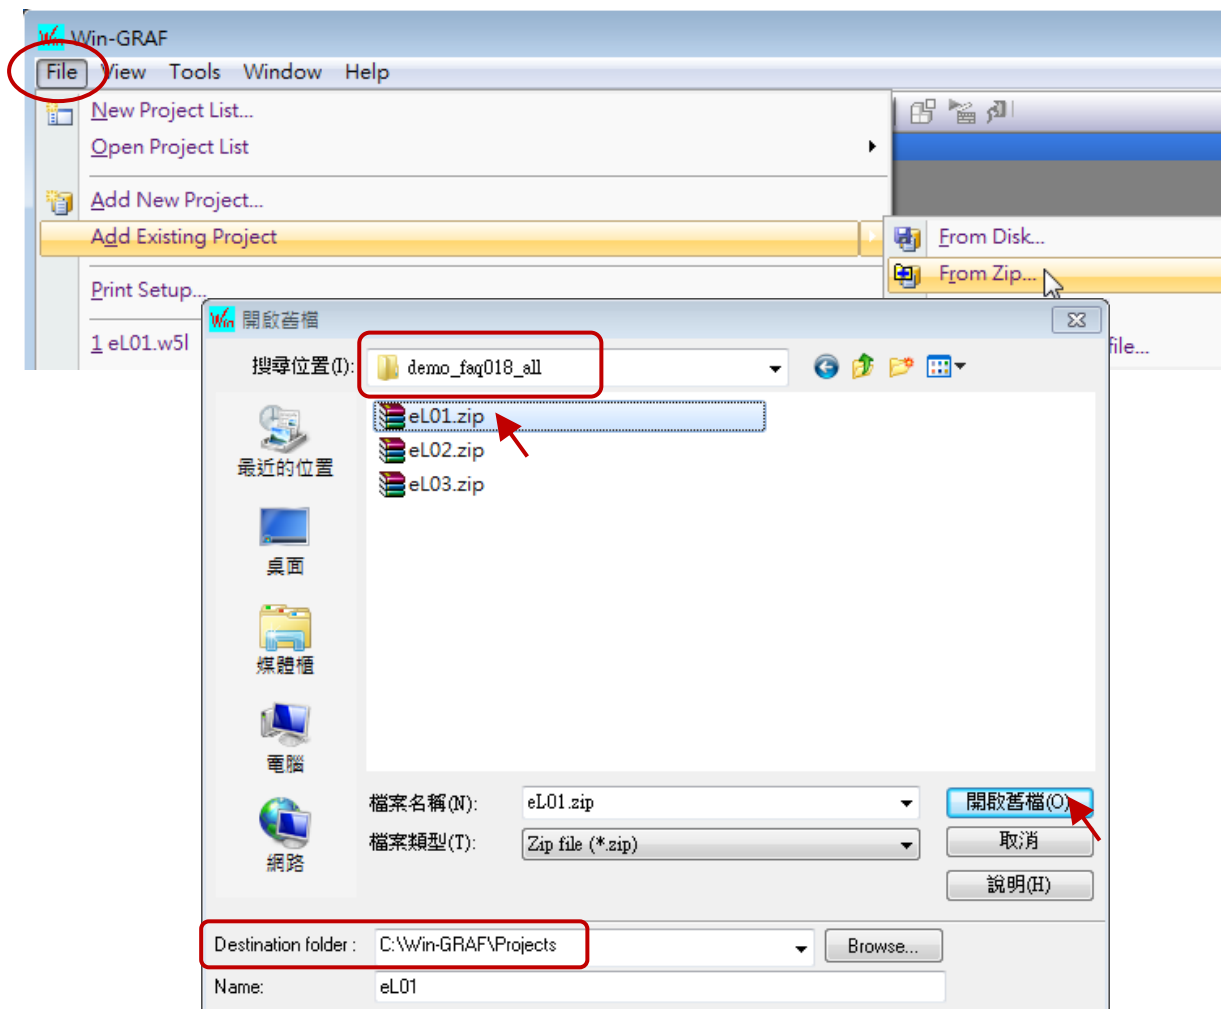 Win Win-GRAF
File View Tools Window Help
New Project List...
Open Project List
Add New Project...
Add Existing Project
From Disk...
From Zip...
Print Setup...
1 eL01.w5l
file...
Win 開啟舊檔
搜尋位置(I): demo_faq018_all
eL01.zip
eL02.zip
eL03.zip
最近的位置
桌面
媒體櫃
電腦
網路
檔案名稱(N): eL01.zip 開啟舊檔(O)
檔案類型(T): Zip file (*.zip) 取消
說明(H)
Destination folder : C:\Win-GRAF\Projects Browse...
Name: eL01